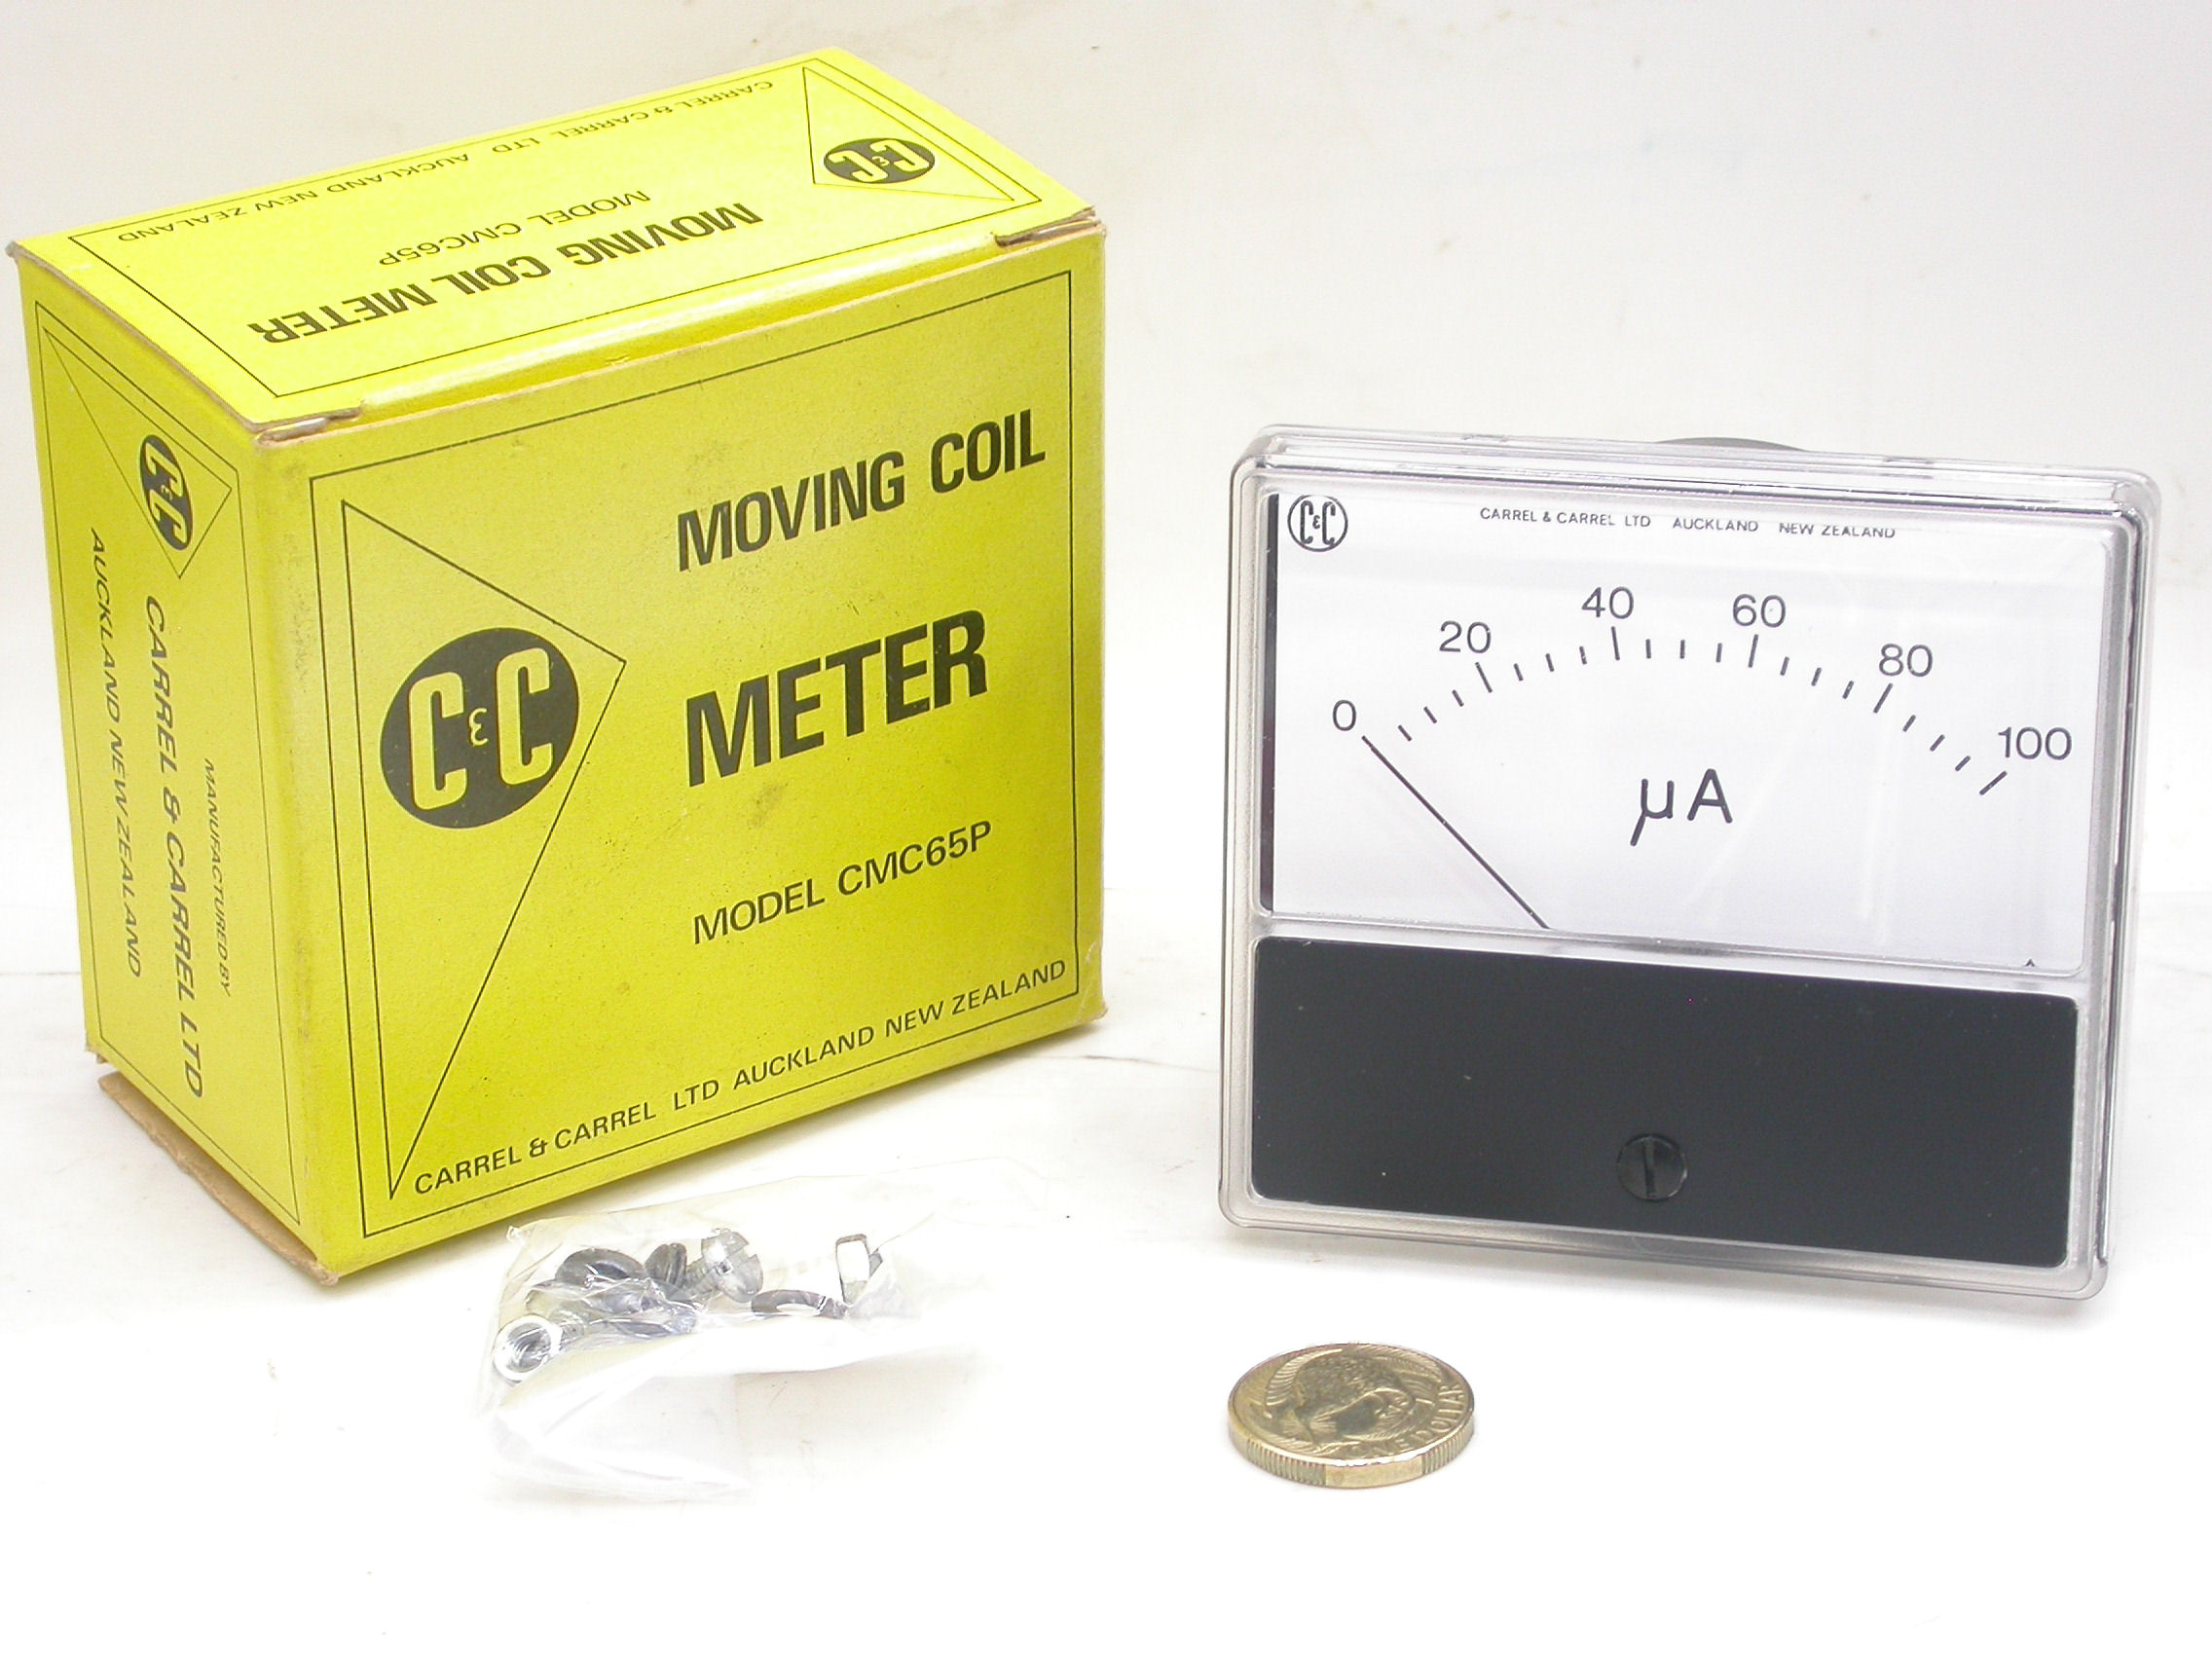 CARREL & CARREL LTD AUCKLAND NEW ZEALAND
MODEL CMC65P
MOVING COIL METER
C&C
C&C
MANUFACTURED BY
CARREL & CARREL LTD
AUCKLAND NEW ZEALAND
MOVING COIL
METER
C&C
MODEL CMC65P
CARREL & CARREL LTD AUCKLAND NEW ZEALAND
C&C
CARREL & CARREL LTD AUCKLAND NEW ZEALAND
0 20 40 60 80 100
µA
ONE DOLLAR